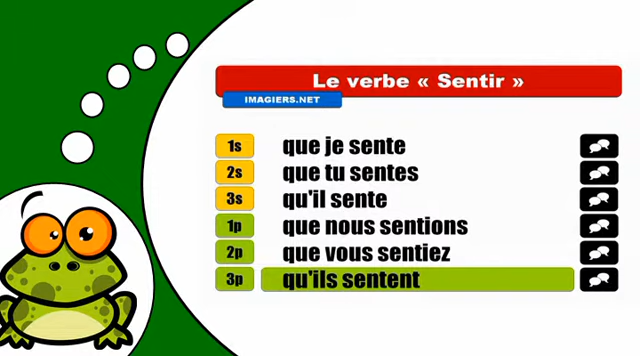 Le verbe « Sentir »
IMAGIERS.NET
1s que je sente
2s que tu sentes
3s qu'il sente
1p que nous sentions
2p que vous sentiez
3p qu'ils sentent